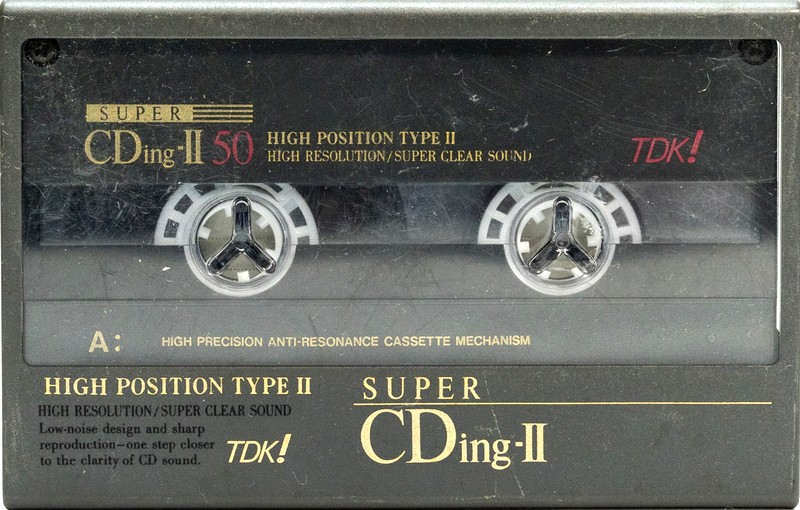 SUPER
CDing-II 50
HIGH POSITION TYPE II
HIGH RESOLUTION/SUPER CLEAR SOUND
TDK!
A: HIGH PRECISION ANTI-RESONANCE CASSETTE MECHANISM
HIGH POSITION TYPE II
HIGH RESOLUTION/SUPER CLEAR SOUND
Low-noise design and sharp
reproduction–one step closer
to the clarity of CD sound.
TDK!
SUPER
CDing-II